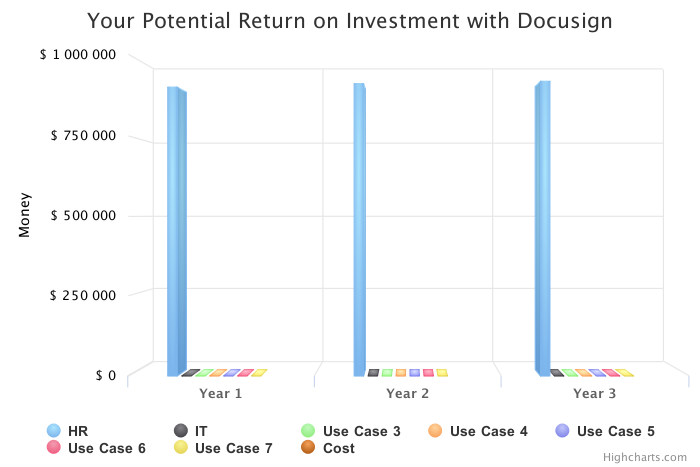 Your Potential Return on Investment with Docusign
$ 1 000 000
$ 750 000
$ 500 000
$ 250 000
$ 0
Money
Year 1 Year 2 Year 3
HR IT Use Case 3 Use Case 4 Use Case 5
Use Case 6 Use Case 7 Cost
Highcharts.com